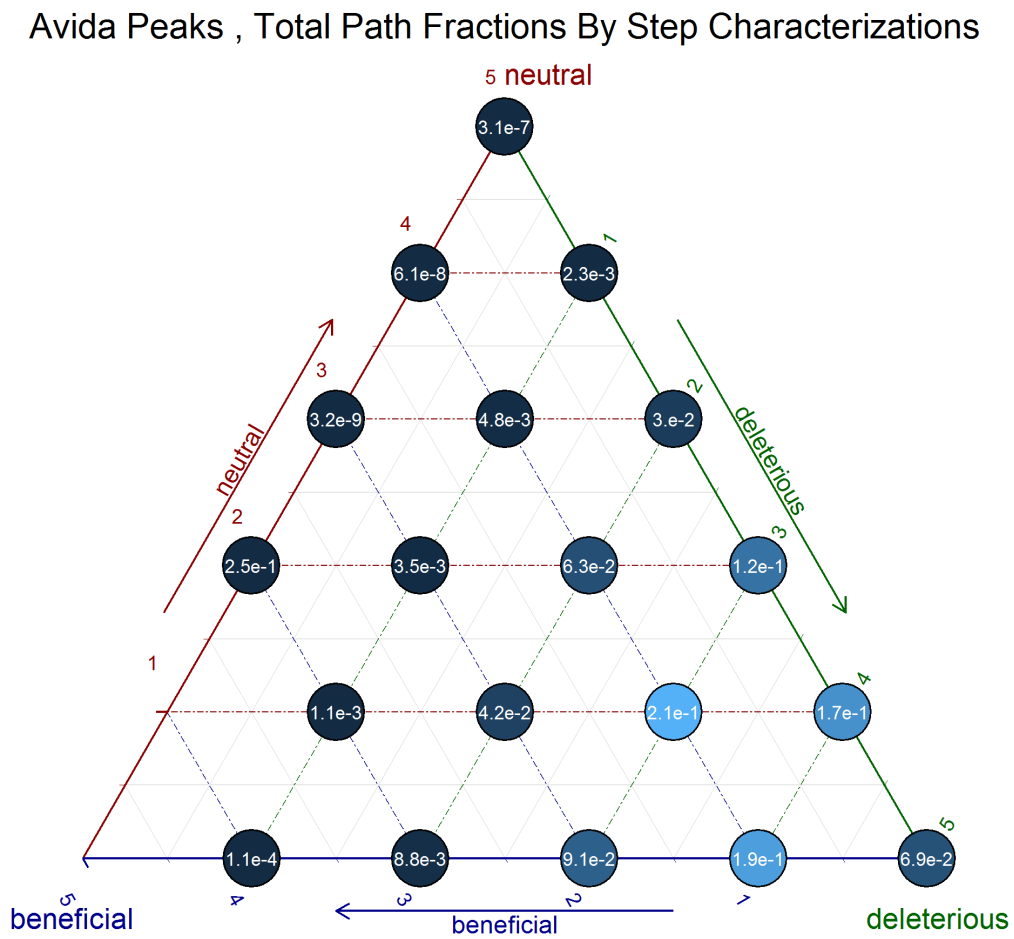 Avida Peaks , Total Path Fractions By Step Characterizations
5 neutral
3.1e-7
4
1
6.1e-8 2.3e-3
3
2
3.2e-9 4.8e-3 3.e-2
neutral
deleterious
2
3
2.5e-1 3.5e-3 6.3e-2 1.2e-1
1
4
1.1e-3 4.2e-2 2.1e-1 1.7e-1
5
1.1e-4 8.8e-3 9.1e-2 1.9e-1 6.9e-2
5 4 3 2 1
beneficial beneficial deleterious